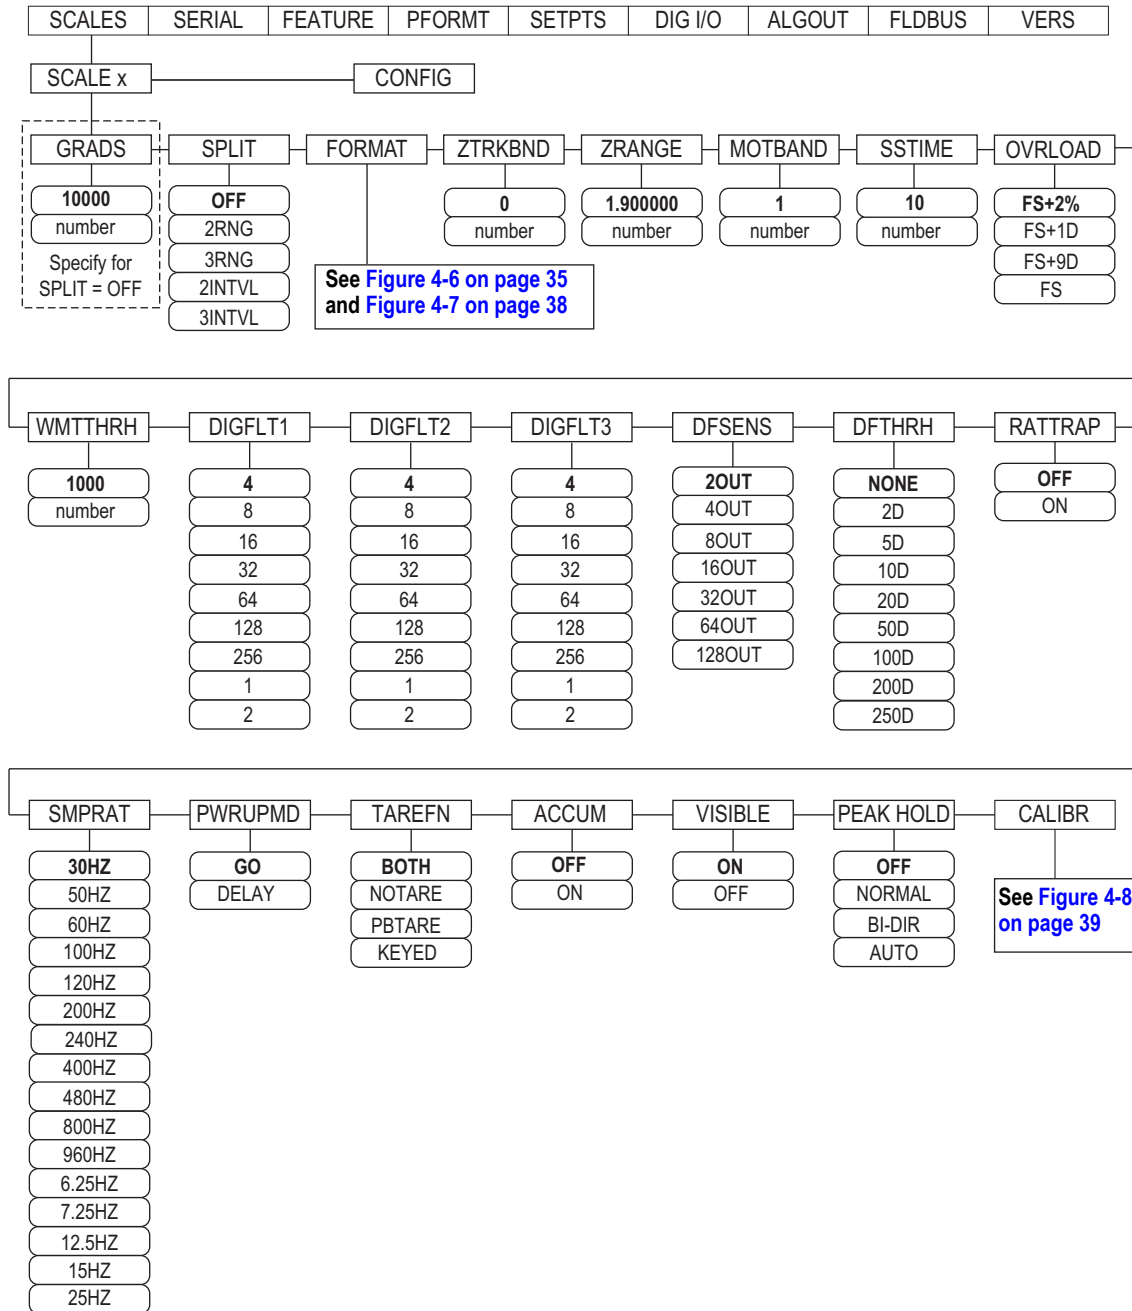 SCALES SERIAL FEATURE PFORMT SETPTS DIG I/O ALGOUT FLDBUS VERS
SCALE x CONFIG
GRADS SPLIT FORMAT ZTRKBND ZRANGE MOTBAND SSTIME OVRLOAD
10000 OFF 0 1.900000 1 10 FS+2%
number 2RNG number number number number FS+1D
Specify for 3RNG FS+9D
SPLIT = OFF 2INTVL See Figure 4-6 on page 35 FS
3INTVL and Figure 4-7 on page 38
WMTTHRH DIGFLT1 DIGFLT2 DIGFLT3 DFSENS DFTHRH RATTRAP
1000 4 4 4 2OUT NONE OFF
number 8 8 8 4OUT 2D ON
16 16 16 8OUT 5D
32 32 32 16OUT 10D
64 64 64 32OUT 20D
128 128 128 64OUT 50D
256 256 256 128OUT 100D
1 1 1 200D
2 2 2 250D
SMPRAT PWRUPMD TAREFN ACCUM VISIBLE PEAK HOLD CALIBR
30HZ GO BOTH OFF ON OFF
50HZ DELAY NOTARE ON OFF NORMAL See Figure 4-8
60HZ PBTARE BI-DIR on page 39
100HZ KEYED AUTO
120HZ
200HZ
240HZ
400HZ
480HZ
800HZ
960HZ
6.25HZ
7.25HZ
12.5HZ
15HZ
25HZ